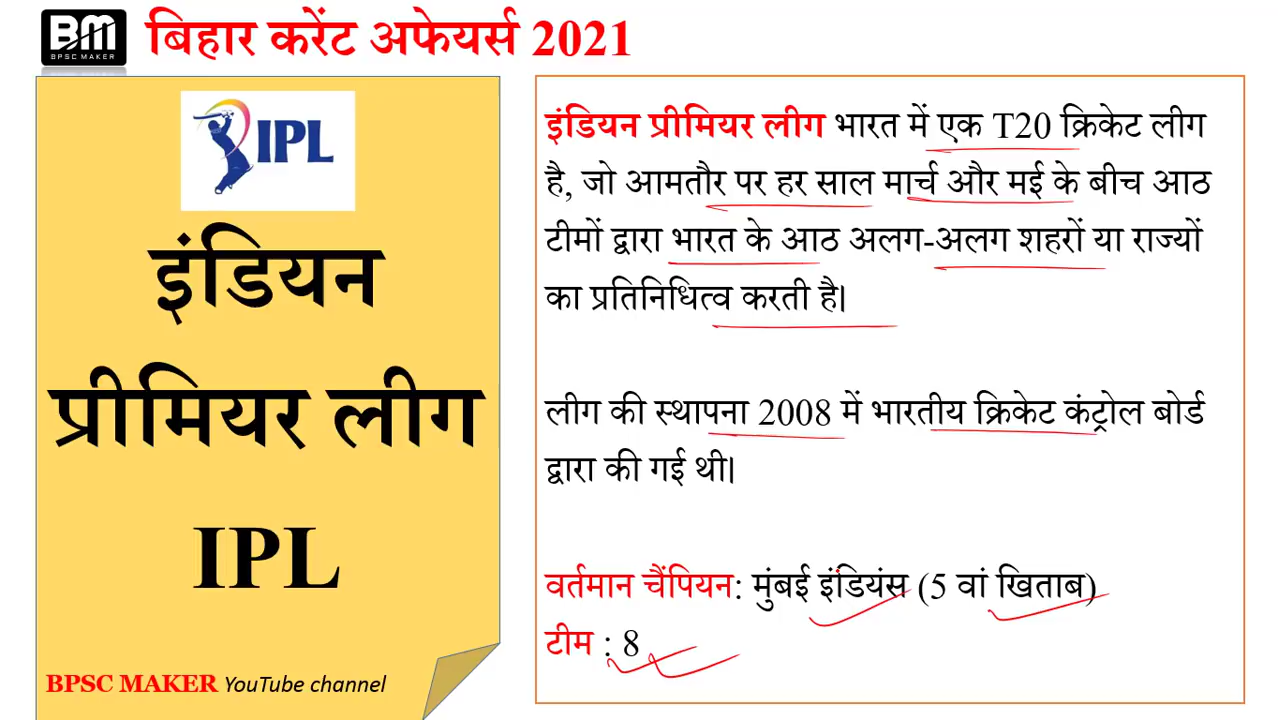 BM
BPSC MAKER
बिहार करेंट अफेयर्स 2021
IPL
इंडियन
प्रीमियर लीग
IPL
BPSC MAKER YouTube channel
इंडियन प्रीमियर लीग भारत में एक T20 क्रिकेट लीग
है, जो आमतौर पर हर साल मार्च और मई के बीच आठ
टीमों द्वारा भारत के आठ अलग-अलग शहरों या राज्यों
का प्रतिनिधित्व करती है।
लीग की स्थापना 2008 में भारतीय क्रिकेट कंट्रोल बोर्ड
द्वारा की गई थी।
वर्तमान चैंपियन: मुंबई इंडियंस (5 वां खिताब)
टीम : 8